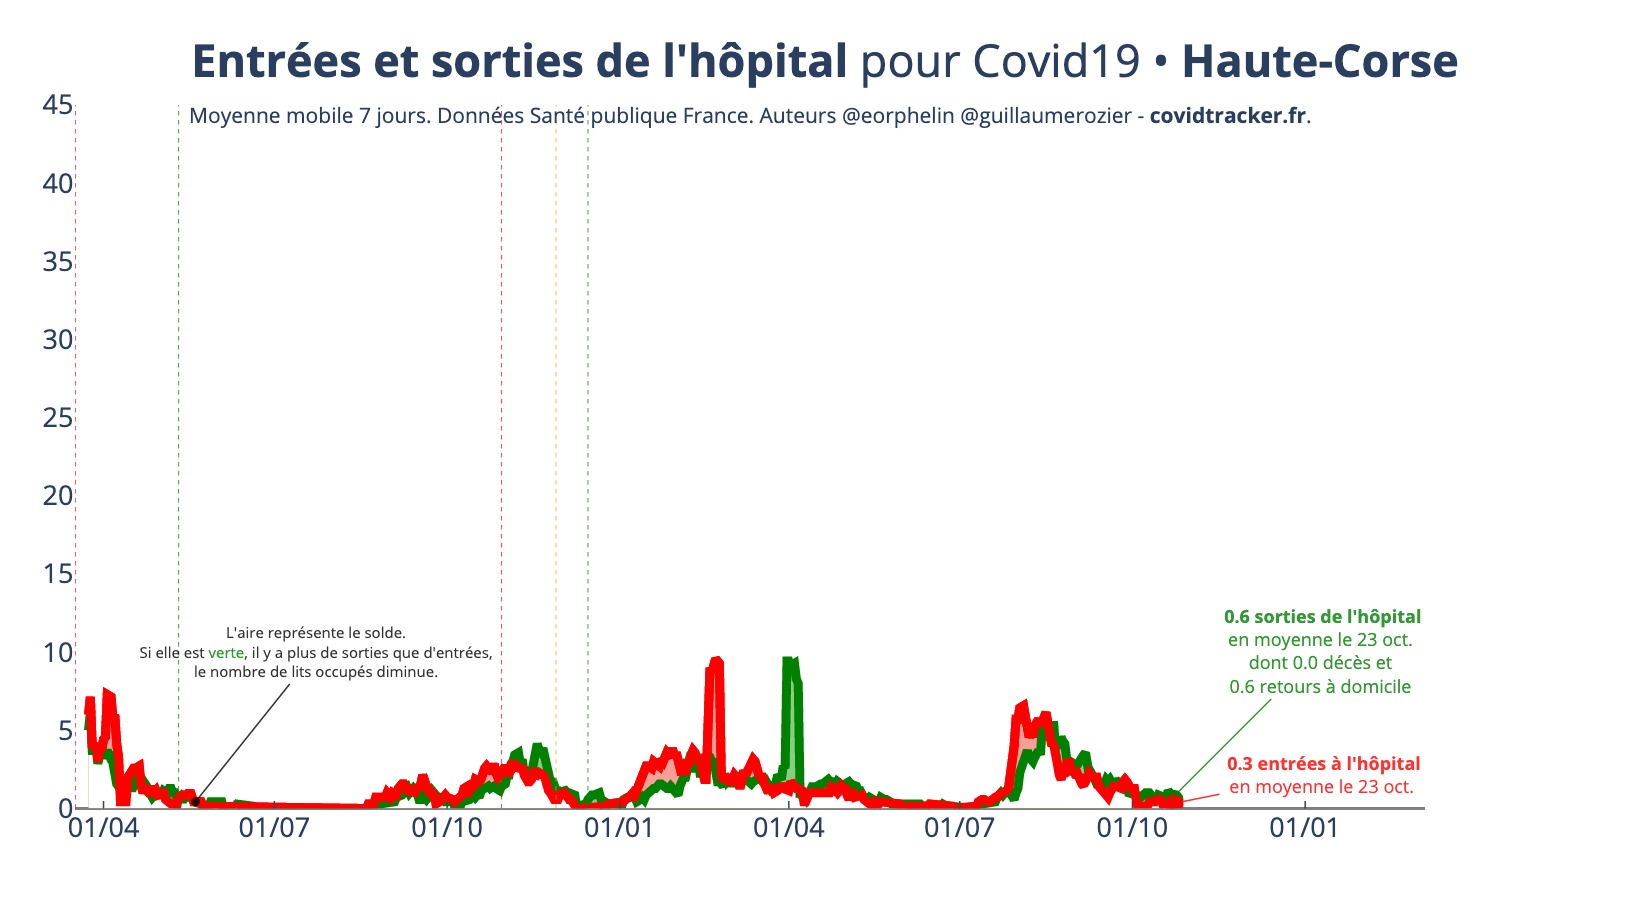 Entrées et sorties de l'hôpital pour Covid19 • Haute-Corse
Moyenne mobile 7 jours. Données Santé publique France. Auteurs @eorphelin @guillaumerozier - covidtracker.fr.
45
40
35
30
25
20
15
10
5
0
L'aire représente le solde.
Si elle est verte, il y a plus de sorties que d'entrées,
le nombre de lits occupés diminue.
0.6 sorties de l'hôpital
en moyenne le 23 oct.
dont 0.0 décès et
0.6 retours à domicile
0.3 entrées à l'hôpital
en moyenne le 23 oct.
01/04 01/07 01/10 01/01 01/04 01/07 01/10 01/01